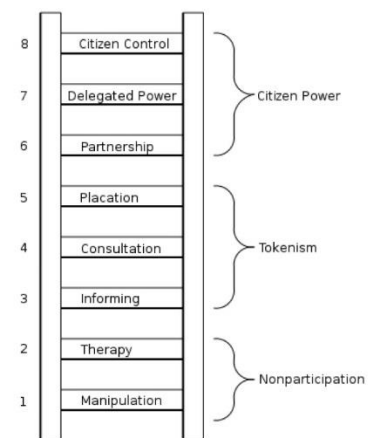 8 Citizen Control
7 Delegated Power
Citizen Power
6 Partnership
5 Placation
4 Consultation
Tokenism
3 Informing
2 Therapy
Nonparticipation
1 Manipulation